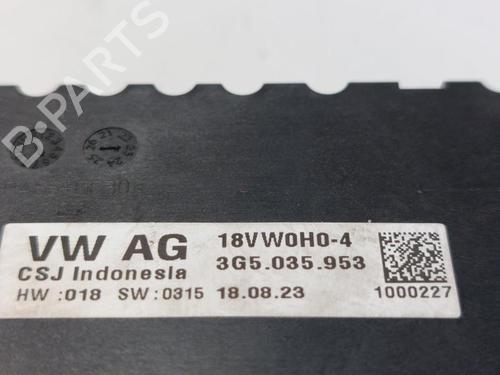 VW AG
18VW0H0-4
CSJ Indonesia
3G5.035.953
HW :018 SW:0315 18.08.23
1000227
B-PARTS